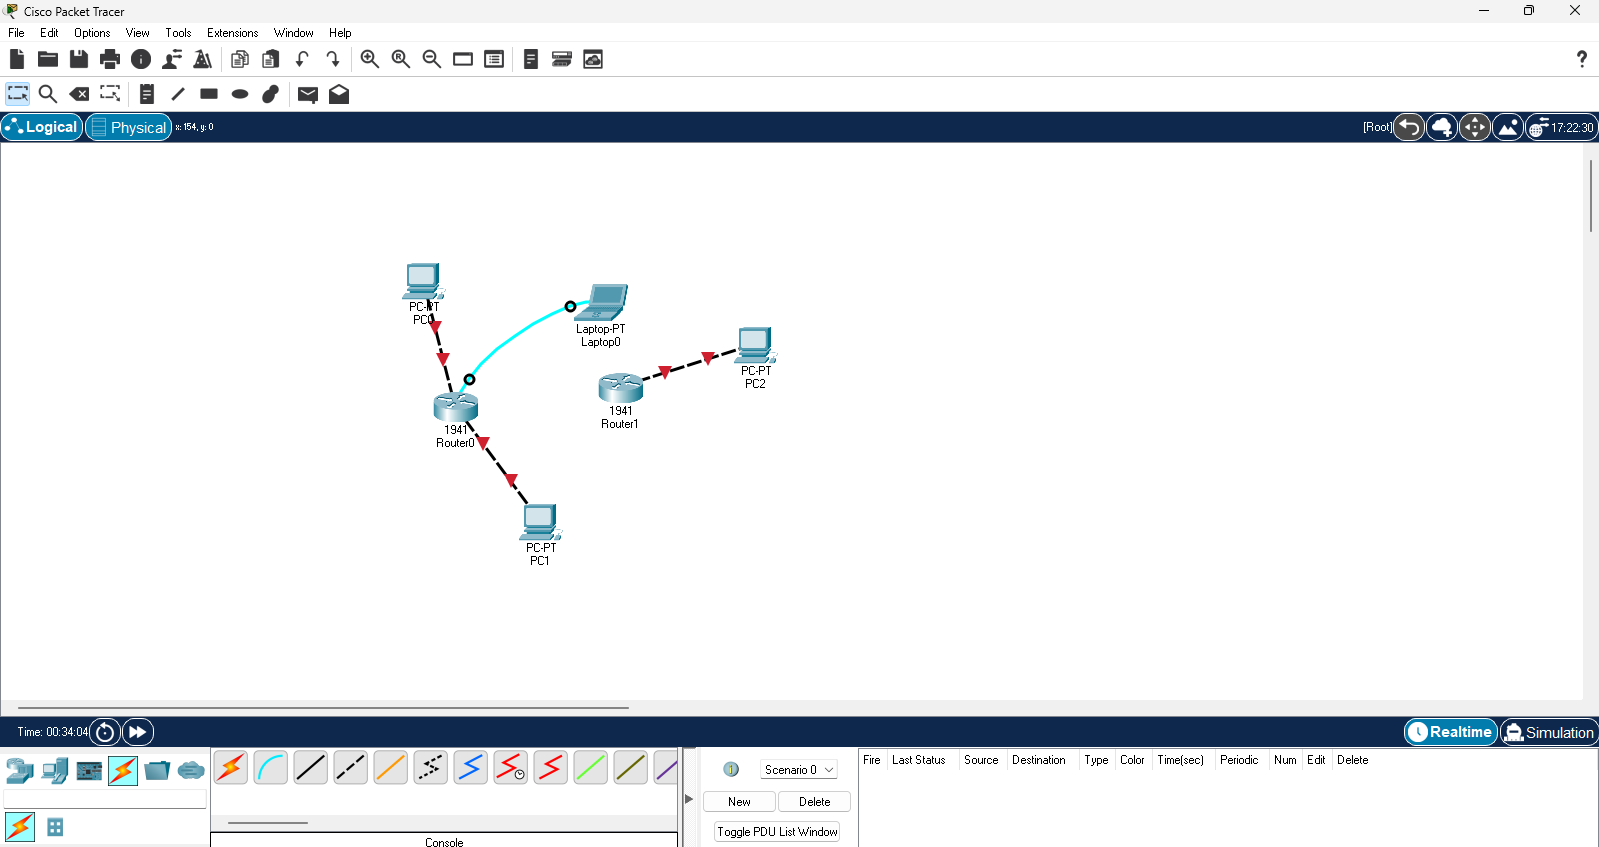 Cisco Packet Tracer
File Edit Options View Tools Extensions Window Help
Logical Physical x: 154, y: 0 [Root] 17:22:30
PC-PT
PC0
Laptop-PT
Laptop0
PC-PT
PC2
1941
Router1
1941
Router0
PC-PT
PC1
Time: 00:34:04 Realtime Simulation
Fire Last Status Source Destination Type Color Time(sec) Periodic Num Edit Delete
Scenario 0
New Delete
Toggle PDU List Window
Console